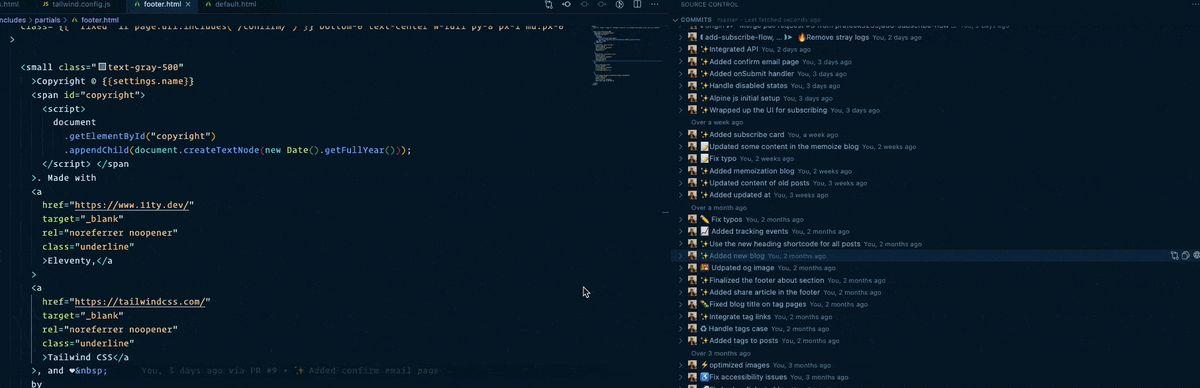 .html
JS tailwind.config.js
footer.html ×
default.html
includes > partials > footer.html
class="{{ "fixed" if page.url.includes("/confirm/") }} bottom-0 text-center w-full py-8 px-1 md:px-0"
>
<small class="text-gray-500"
>Copyright © {{settings.name}}
<span id="copyright">
<script>
document
.getElementById("copyright")
.appendChild(document.createTextNode(new Date().getFullYear()));
</script> </span
>. Made with
<a
href="https://www.11ty.dev/"
target="_blank"
rel="noreferrer noopener"
class="underline"
>Eleventy,</a
>
<a
href="https://tailwindcss.com/"
target="_blank"
rel="noreferrer noopener"
class="underline"
>Tailwind CSS</a
>, and ❤&nbsp; You, 3 days ago via PR #9 • ✨ Added confirm email page
by
SOURCE CONTROL
COMMITS master • Last fetched seconds ago
add-subscribe-flow, ... 🔥Remove stray logs You, 2 days ago
✨Integrated API You, 2 days ago
✨Added confirm email page You, 3 days ago
✨Added onSubmit handler You, 3 days ago
✨Handle disabled states You, 3 days ago
✨Alpine js initial setup You, 3 days ago
✨Wrapped up the UI for subscribing You, 3 days ago
Over a week ago
✨Added subscribe card You, a week ago
📝Updated some content in the memoize blog You, 2 weeks ago
📝Fix typo You, 2 weeks ago
✨Added memoization blog You, 2 weeks ago
✨Updated content of old posts You, 3 weeks ago
✨Added updated at You, 3 weeks ago
Over a month ago
✏️ Fix typos You, 2 months ago
📈 Added tracking events You, 2 months ago
✨Use the new heading shortcode for all posts You, 2 months ago
✨Added new blog You, 2 months ago
🍱 Udpated og image You, 2 months ago
✨Finalized the footer about section You, 2 months ago
✨Added share article in the footer You, 2 months ago
🐛Fixed blog title on tag pages You, 2 months ago
✨Integrate tag links You, 2 months ago
♻ Handle tags case You, 2 months ago
✨Added tags to posts You, 2 months ago
Over 3 months ago
⚡optimized images You, 3 months ago
♿Fix accessibility issues You, 3 months ago